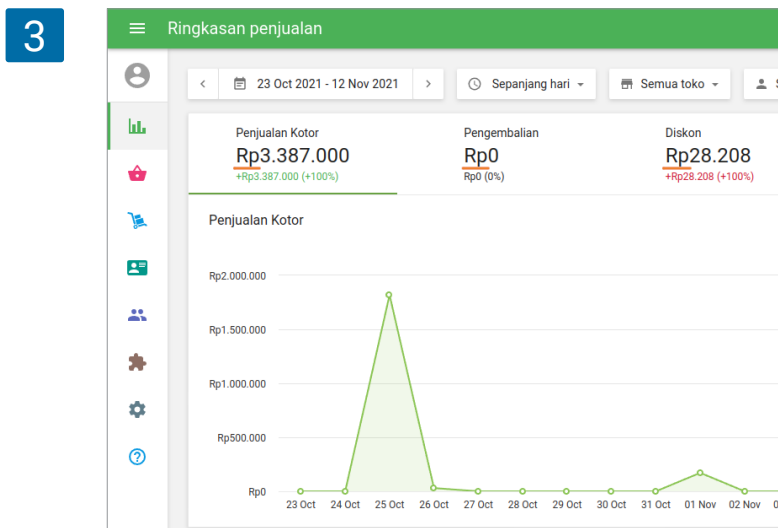 3
Ringkasan penjualan
23 Oct 2021 - 12 Nov 2021
Sepanjang hari
Semua toko
Penjualan Kotor
Rp3.387.000
+Rp3.387.000 (+100%)
Pengembalian
Rp0
Rp0 (0%)
Diskon
Rp28.208
+Rp28.208 (+100%)
Penjualan Kotor
Rp2.000.000
Rp1.500.000
Rp1.000.000
Rp500.000
Rp0
23 Oct 24 Oct 25 Oct 26 Oct 27 Oct 28 Oct 29 Oct 30 Oct 31 Oct 01 Nov 02 Nov